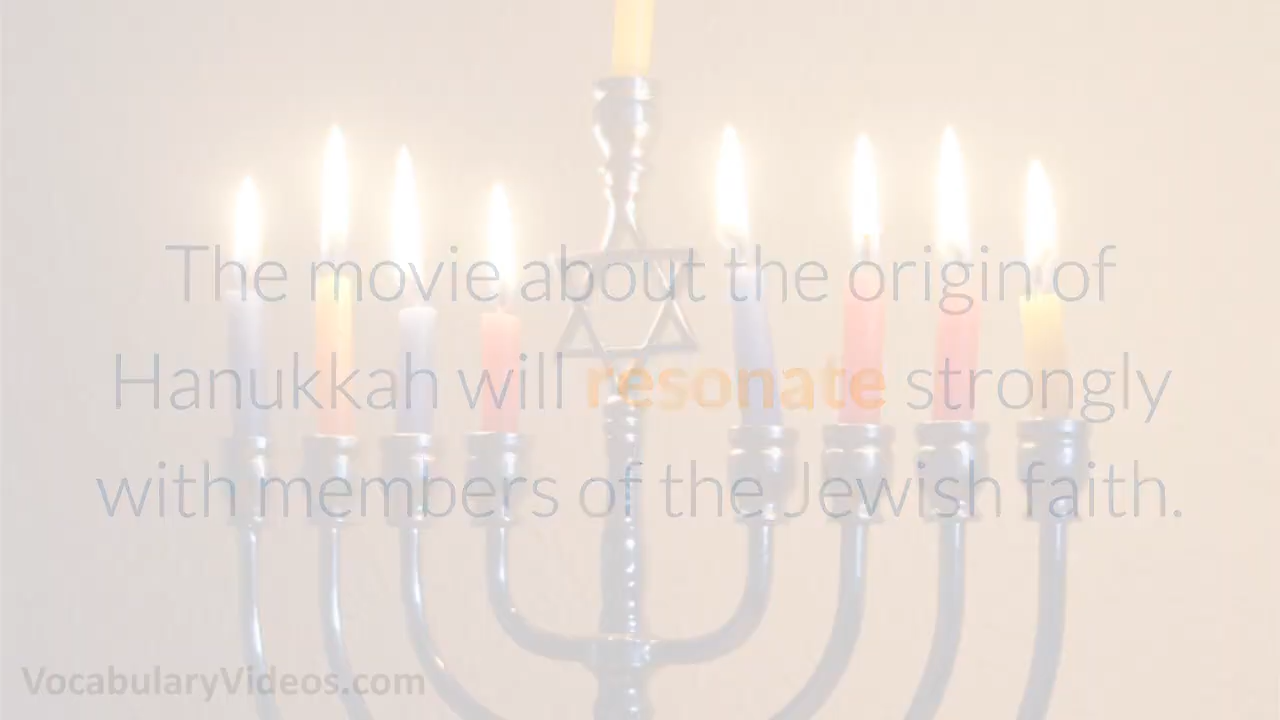 The movie about the origin of
Hanukkah will resonate strongly
with members of the Jewish faith.
VocabularyVideos.com